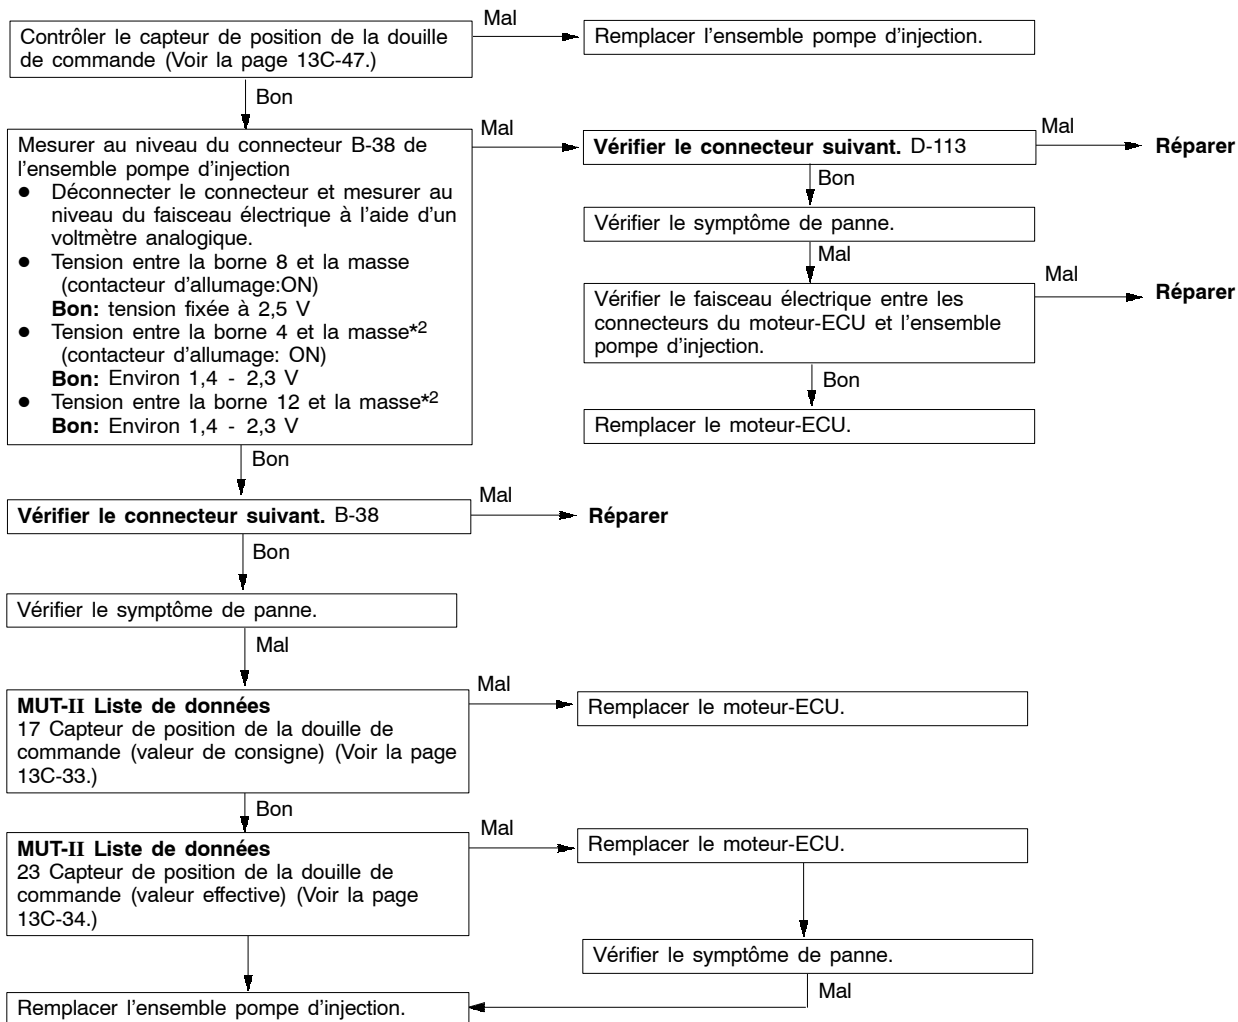 Contrôler le capteur de position de la douille
de commande (Voir la page 13C-47.)
Mal
Remplacer l'ensemble pompe d'injection.
Bon
Mesurer au niveau du connecteur B-38 de
l'ensemble pompe d'injection
● Déconnecter le connecteur et mesurer au
niveau du faisceau électrique à l'aide d'un
voltmètre analogique.
● Tension entre la borne 8 et la masse
(contacteur d'allumage:ON)
Bon: tension fixée à 2,5 V
● Tension entre la borne 4 et la masse*2
(contacteur d'allumage: ON)
Bon: Environ 1,4 - 2,3 V
● Tension entre la borne 12 et la masse*2
Bon: Environ 1,4 - 2,3 V
Mal
Vérifier le connecteur suivant. D-113
Mal
Réparer
Bon
Vérifier le symptôme de panne.
Mal
Vérifier le faisceau électrique entre les
connecteurs du moteur-ECU et l'ensemble
pompe d'injection.
Mal
Réparer
Bon
Remplacer le moteur-ECU.
Bon
Vérifier le connecteur suivant. B-38
Mal
Réparer
Bon
Vérifier le symptôme de panne.
Mal
MUT-II Liste de données
17 Capteur de position de la douille de
commande (valeur de consigne) (Voir la page
13C-33.)
Mal
Remplacer le moteur-ECU.
Bon
MUT-II Liste de données
23 Capteur de position de la douille de
commande (valeur effective) (Voir la page
13C-34.)
Mal
Remplacer le moteur-ECU.
Vérifier le symptôme de panne.
Mal
Remplacer l'ensemble pompe d'injection.